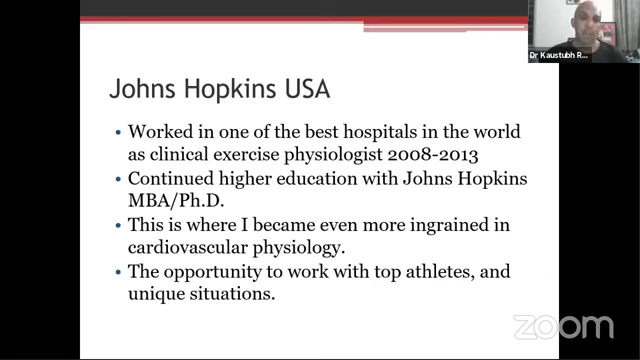 Dr Kaustubh R...
Johns Hopkins USA
• Worked in one of the best hospitals in the world
as clinical exercise physiologist 2008-2013
• Continued higher education with Johns Hopkins
MBA/Ph.D.
• This is where I became even more ingrained in
cardiovascular physiology.
• The opportunity to work with top athletes, and
unique situations.
zoom